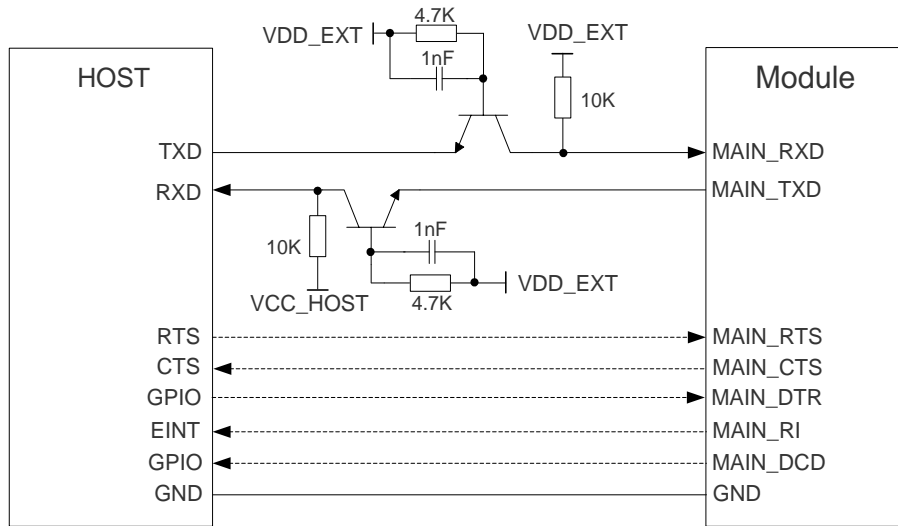 4.7K
VDD_EXT
VDD_EXT
1nF
HOST
Module
10K
TXD
MAIN_RXD
RXD
MAIN_TXD
1nF
10K
VDD_EXT
VCC_HOST
4.7K
RTS
MAIN_RTS
CTS
MAIN_CTS
GPIO
MAIN_DTR
EINT
MAIN_RI
GPIO
MAIN_DCD
GND
GND